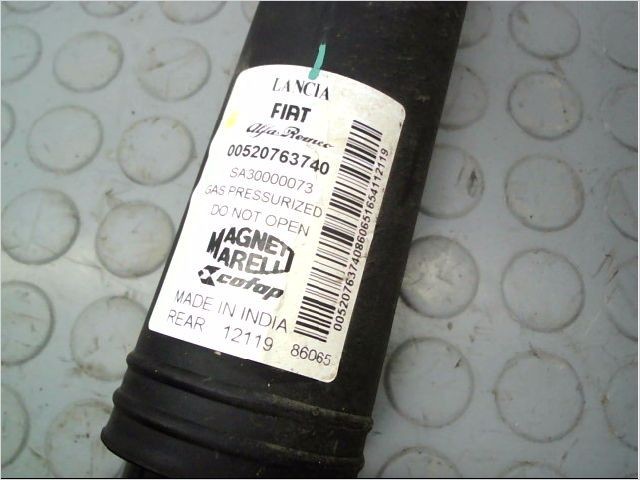 LANCIA
FIAT
Alfa Romeo
00520763740
SA30000073
GAS PRESSURIZED
DO NOT OPEN
MAGNETI
MARELLI
cofap
MADE IN INDIA
REAR 12119 86065
00520763740860651654112119